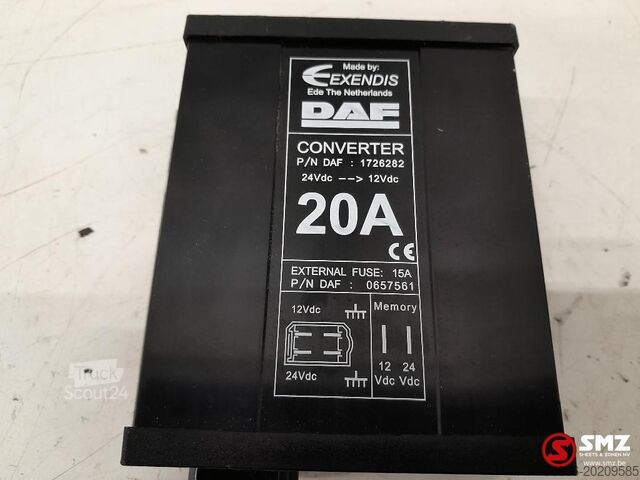 Made by:
EXENDIS
Ede The Netherlands
DAF
CONVERTER
P/N DAF : 1726282
24Vdc --> 12Vdc
20A
CE
EXTERNAL FUSE: 15A
P/N DAF : 0657561
12Vdc
24Vdc
Memory
12 24
Vdc Vdc
Truck
Scout24
SMZ
SHEETS & ZONEN NV
www.smz.be
-20209585